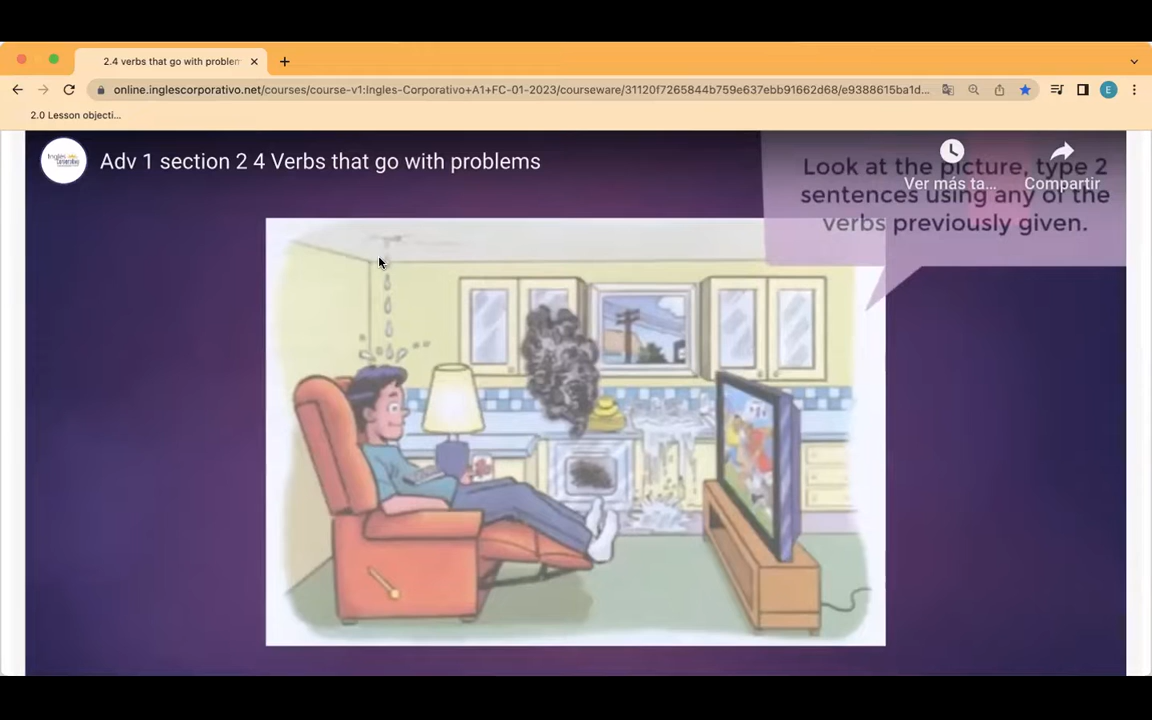 2.4 verbs that go with problem
online.inglescorporativo.net/courses/course-v1:Ingles-Corporativo+A1+FC-01-2023/courseware/31120f7265844b759e637ebb91662d68/e9388615ba1d...
E
2.0 Lesson objecti...
Adv 1 section 2 4 Verbs that go with problems
Look at the picture, type 2
sentences using any of the
verbs previously given.
Ver más ta...
Compartir